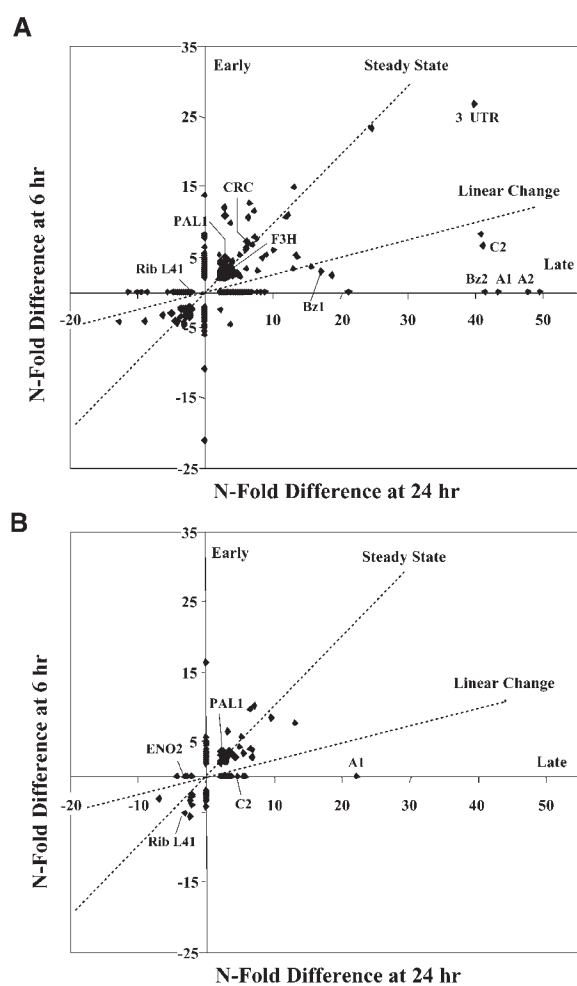 A
35
Early
Steady State
25
3 UTR
CRC
15
Linear Change
PAL1
F3H
5
C2
Rib L41
Late
Bz2 A1 A2
-20
-10
10
20
30
40
50
Bz1
-5
-15
-25
N-Fold Difference at 6 hr
N-Fold Difference at 24 hr
B
35
Early
Steady State
25
15
Linear Change
PAL1
5
ENO2
A1
Late
-20
-10
10
20
30
40
50
C2
-5
Rib L41
-15
-25
N-Fold Difference at 6 hr
N-Fold Difference at 24 hr